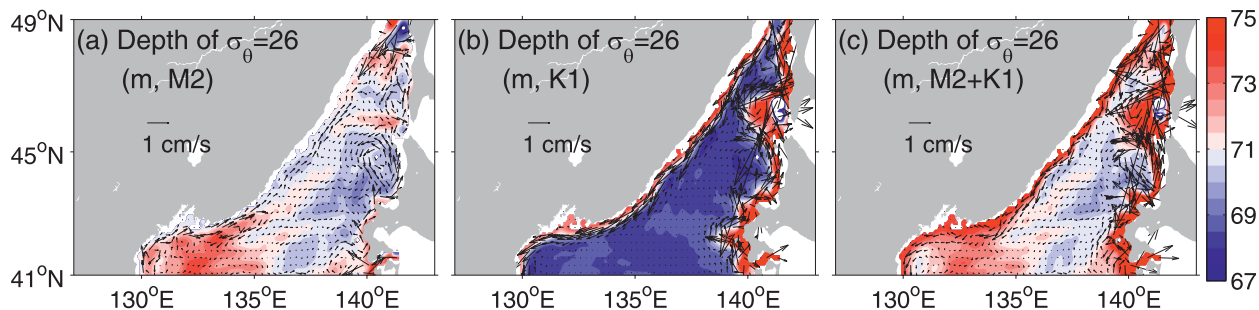 49°N
45°N
41°N
(a) Depth of σθ=26
(m, M2)
1 cm/s
130°E 135°E 140°E
(b) Depth of σθ=26
(m, K1)
1 cm/s
130°E 135°E 140°E
(c) Depth of σθ=26
(m, M2+K1)
1 cm/s
130°E 135°E 140°E
75
73
71
69
67